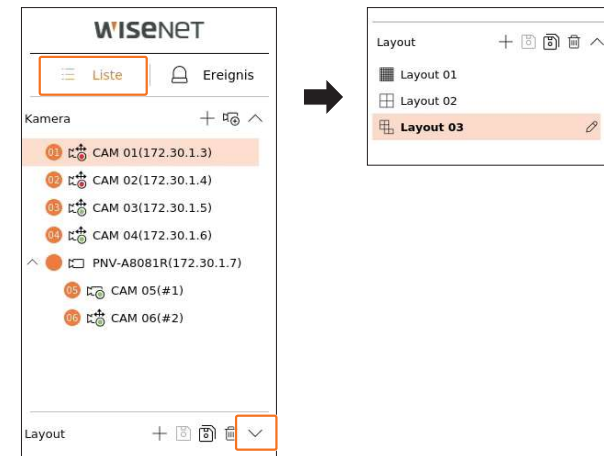 WISENET
Liste
Ereignis
Kamera
01 CAM 01(172.30.1.3)
02 CAM 02(172.30.1.4)
03 CAM 03(172.30.1.5)
04 CAM 04(172.30.1.6)
PNV-A8081R(172.30.1.7)
05 CAM 05(#1)
06 CAM 06(#2)
Layout
Layout
Layout 01
Layout 02
Layout 03